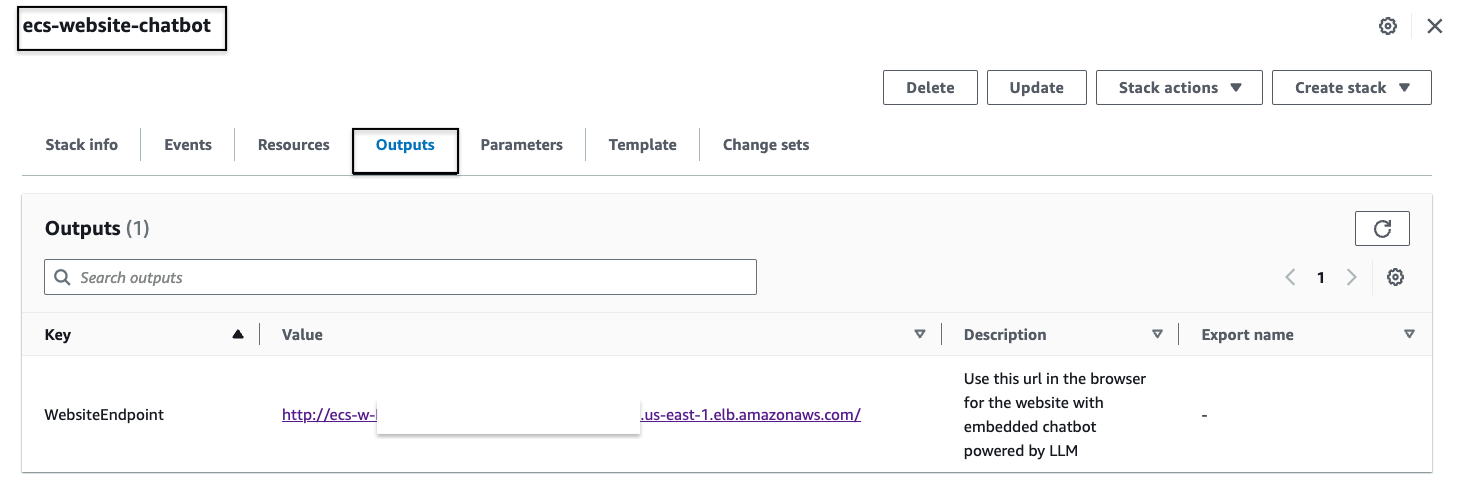 ecs-website-chatbot
Delete Update Stack actions Create stack
Stack info Events Resources Outputs Parameters Template Change sets
Outputs (1)
Search outputs
1
Key Value Description Export name
WebsiteEndpoint http://ecs-w- .us-east-1.elb.amazonaws.com/ Use this url in the browser
for the website with
embedded chatbot
powered by LLM
-